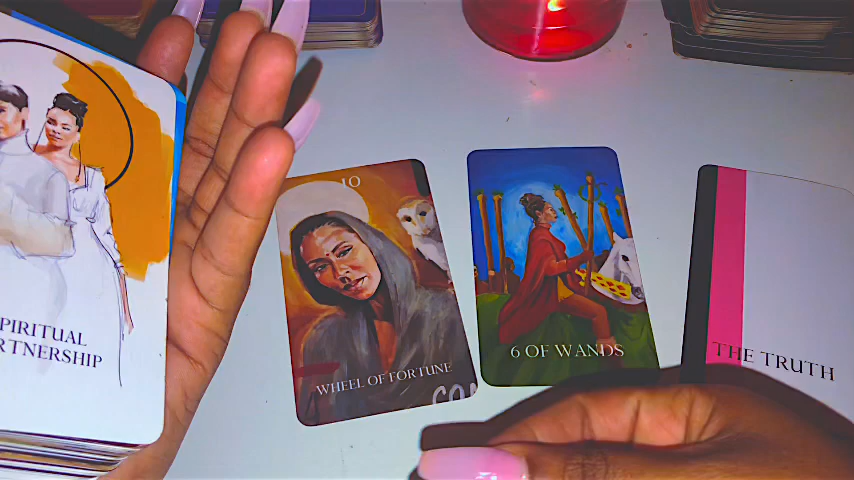 PIRITUAL
RTNERSHIP
10
WHEEL OF FORTUNE
6 OF WANDS
THE TRUTH